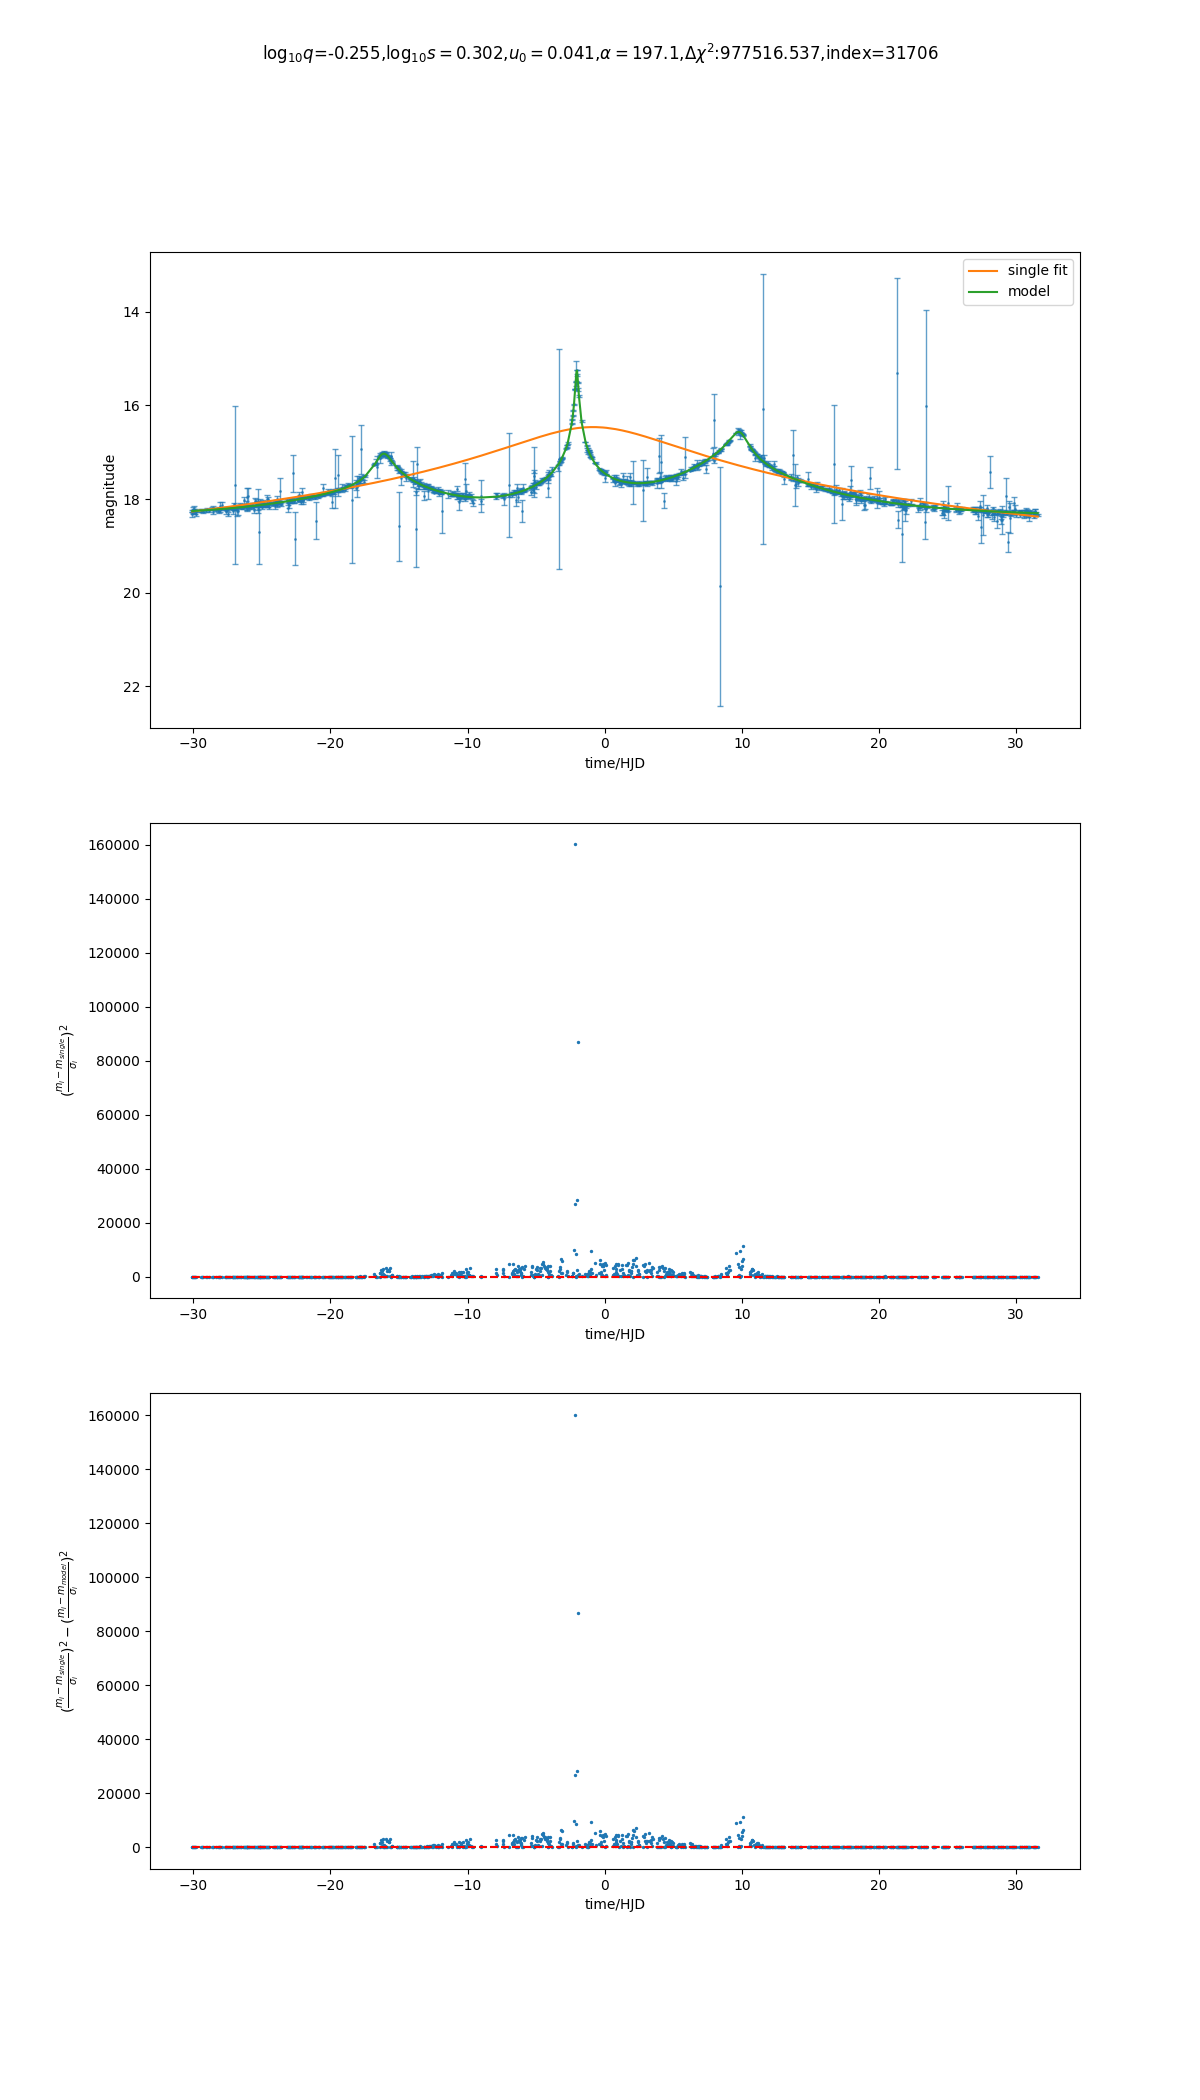 log₁₀q=-0.255,log₁₀s = 0.302,u₀ = 0.041,α = 197.1,Δχ²:977516.537,index=31706
single fit
model
14
16
18
20
22
magnitude
−30 −20 −10 0 10 20 30
time/HJD
160000
140000
120000
100000
80000
60000
40000
20000
0
((mᵢ − m_single)/σᵢ)²
−30 −20 −10 0 10 20 30
time/HJD
160000
140000
120000
100000
80000
60000
40000
20000
0
((mᵢ − m_single)/σᵢ)² − ((mᵢ − m_model)/σᵢ)²
−30 −20 −10 0 10 20 30
time/HJD